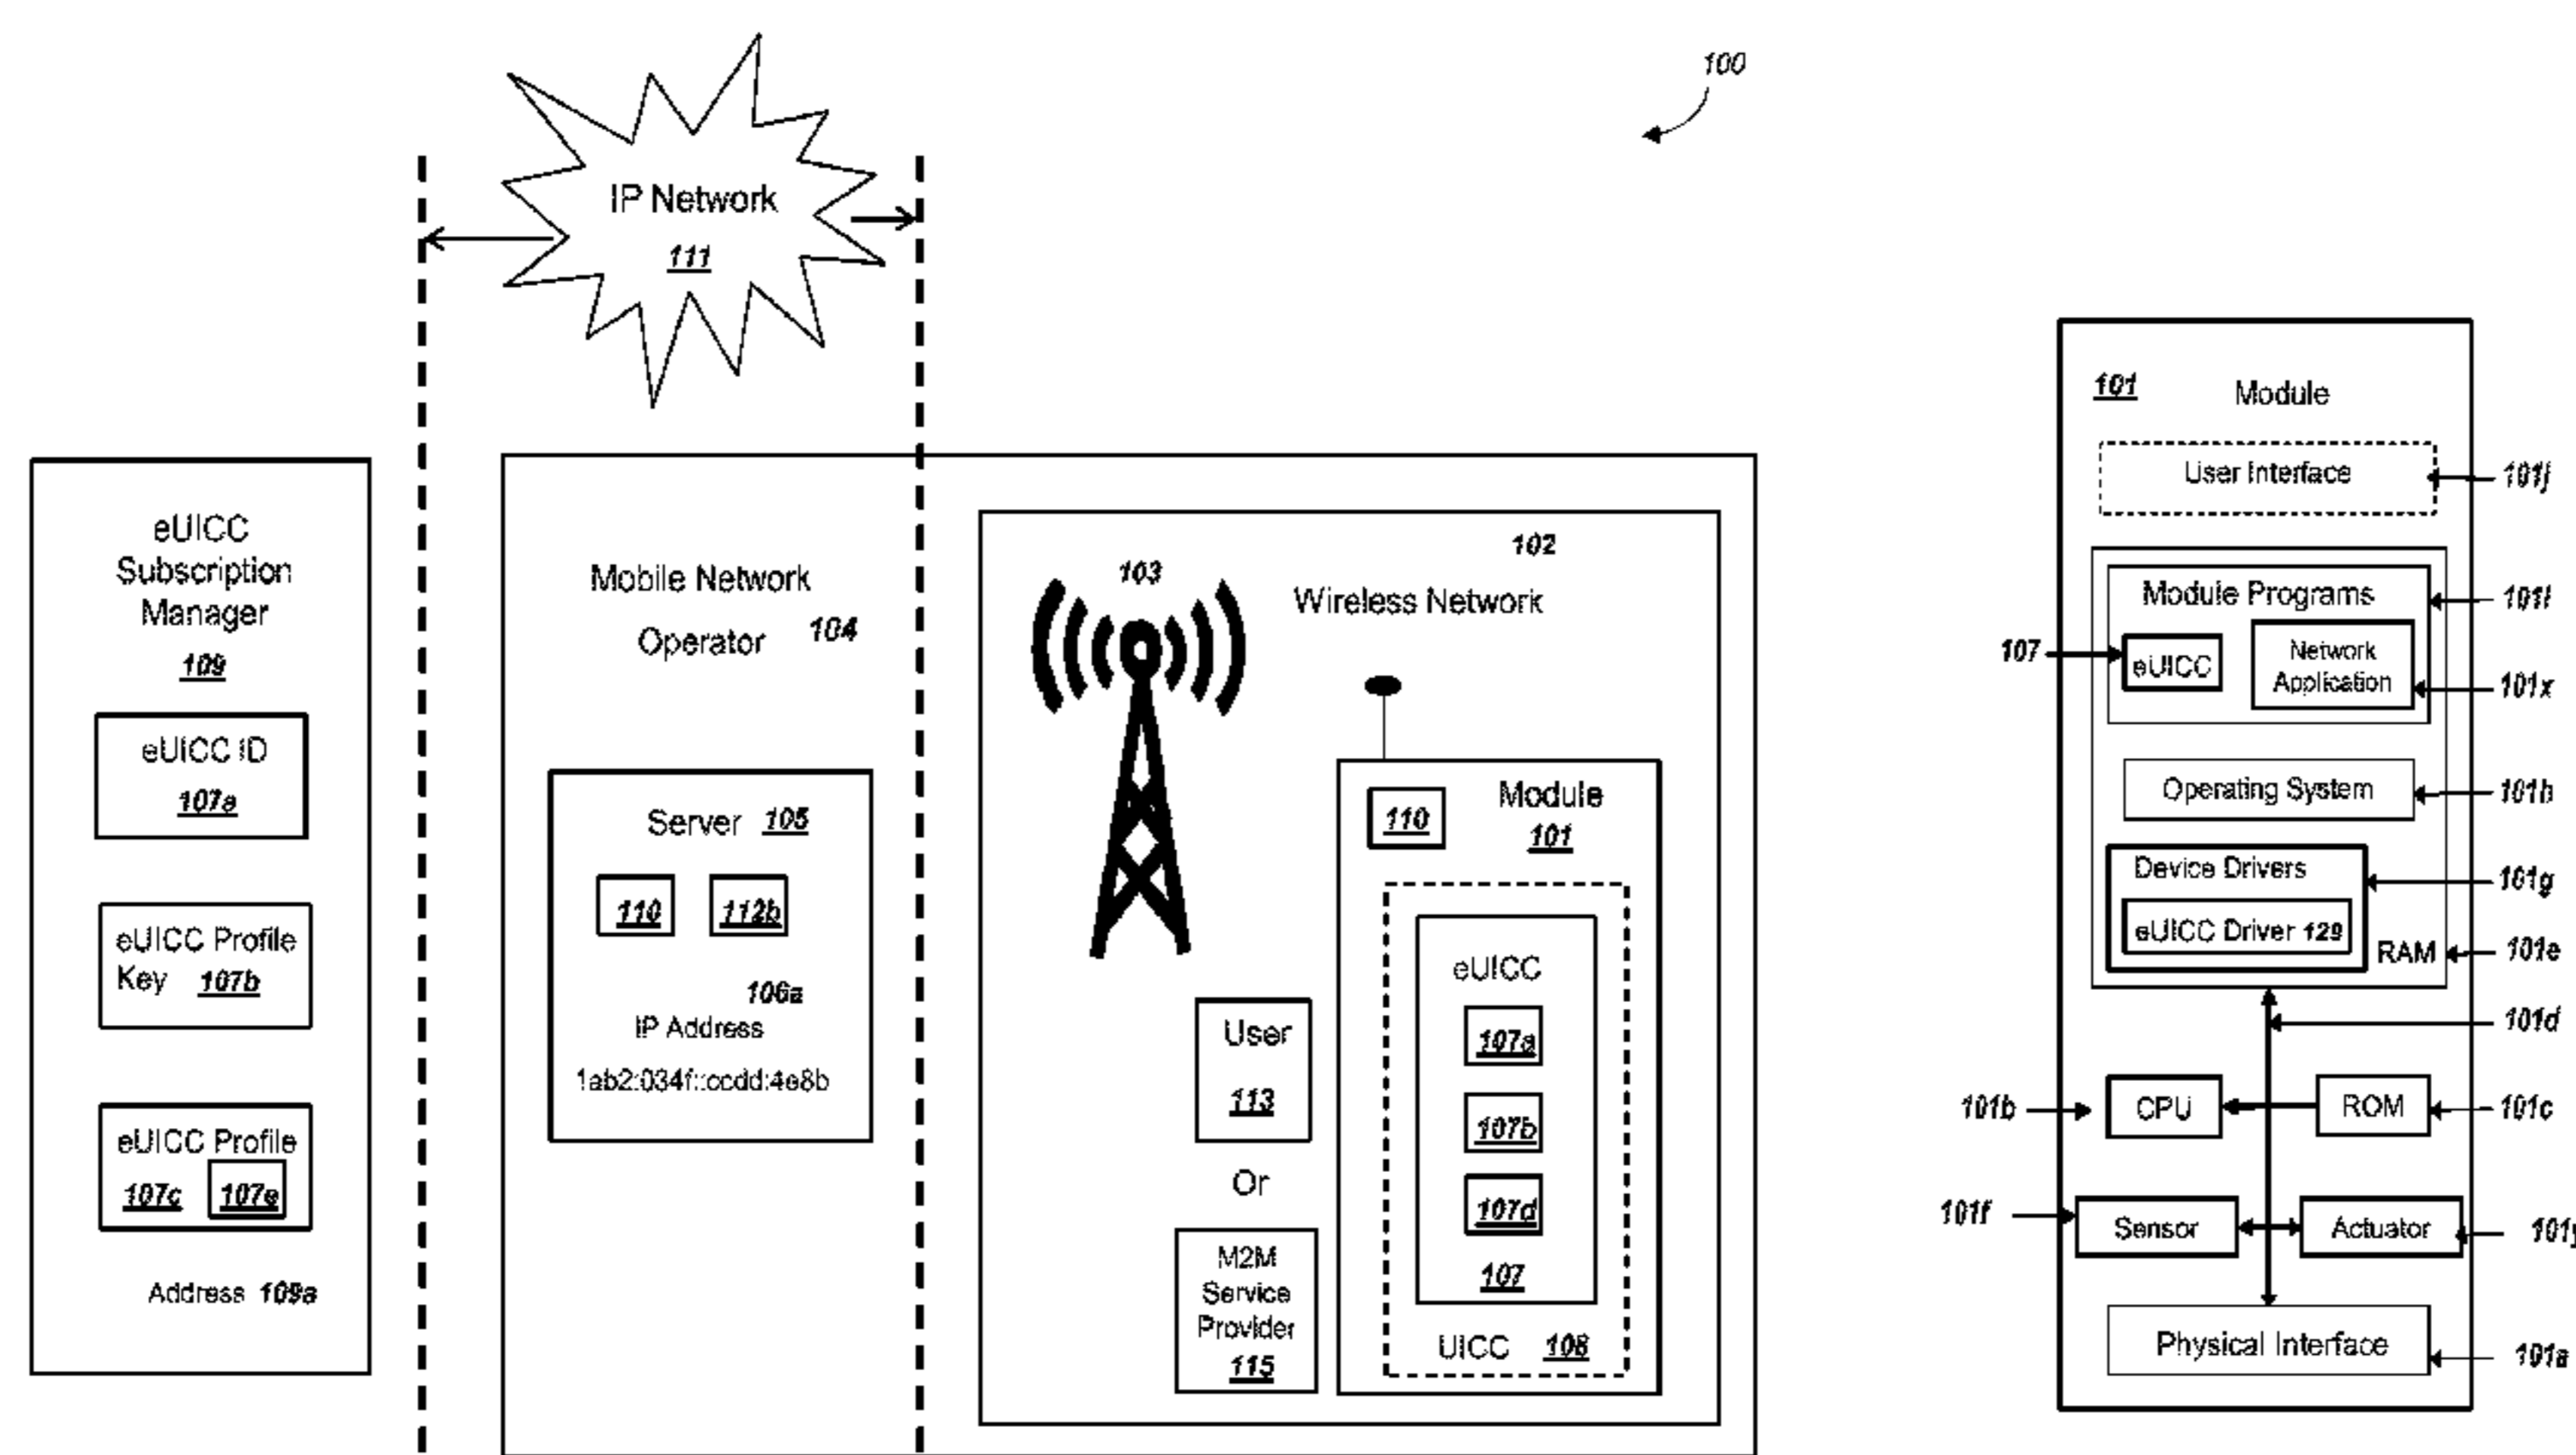 100
IP Network
111
eUICC
Subscription
Manager
109
eUICC ID
107a
eUICC Profile
Key 107b
eUICC Profile
107c 107e
Address 109a
Mobile Network
Operator 104
Server 105
110 112b
106a
IP Address
1ab2:034f::ccdd:4e8b
102
103
Wireless Network
Module
110 101
eUICC
107a
107b
107d
107
UICC 108
User
113
Or
M2M
Service
Provider
115
101 Module
User Interface 101j
Module Programs 101i
107 eUICC
Network
Application 101x
Operating System 101h
Device Drivers 101g
eUICC Driver 129
RAM 101e
101d
101b CPU ROM 101c
101f Sensor Actuator 101y
Physical Interface 101a